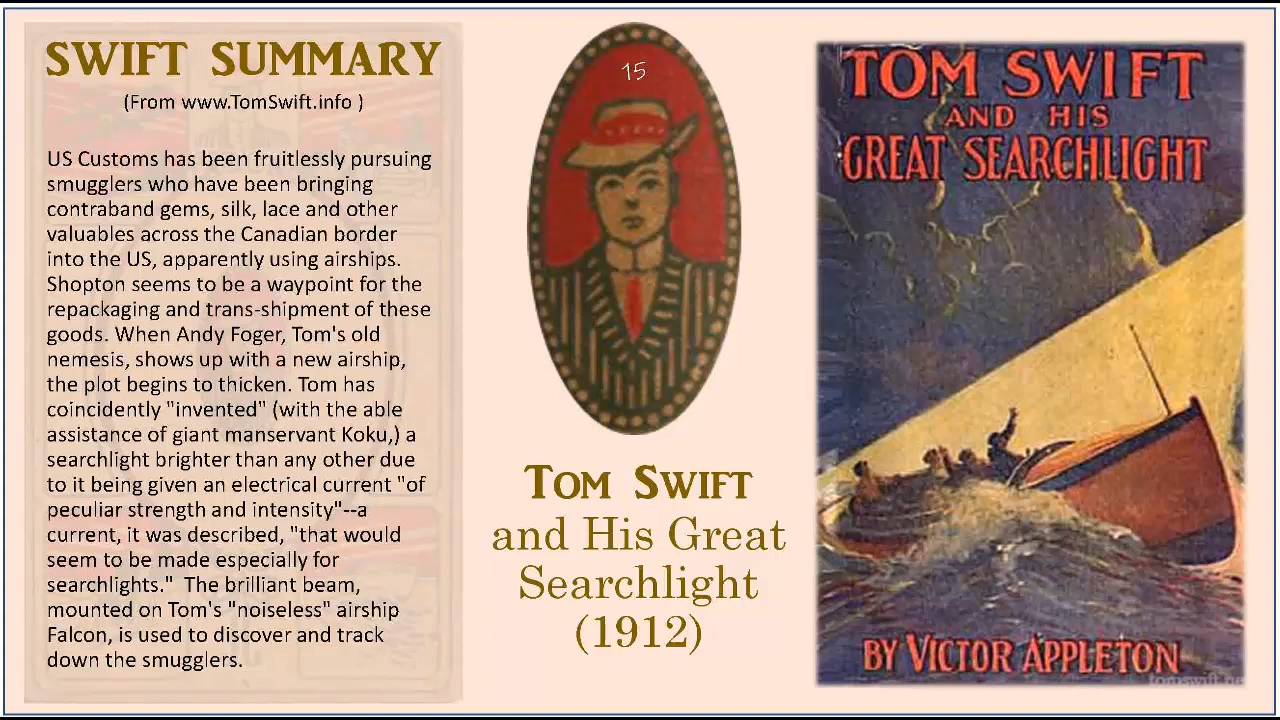 SWIFT SUMMARY
(From www.TomSwift.info )
US Customs has been fruitlessly pursuing
smugglers who have been bringing
contraband gems, silk, lace and other
valuables across the Canadian border
into the US, apparently using airships.
Shopton seems to be a waypoint for the
repackaging and trans-shipment of these
goods. When Andy Foger, Tom's old
nemesis, shows up with a new airship,
the plot begins to thicken. Tom has
coincidently "invented" (with the able
assistance of giant manservant Koku,) a
searchlight brighter than any other due
to it being given an electrical current "of
peculiar strength and intensity"--a
current, it was described, "that would
seem to be made especially for
searchlights."  The brilliant beam,
mounted on Tom's "noiseless" airship
Falcon, is used to discover and track
down the smugglers.
15
TOM SWIFT
and His Great
Searchlight
(1912)
TOM SWIFT
AND HIS
GREAT SEARCHLIGHT
BY VICTOR APPLETON